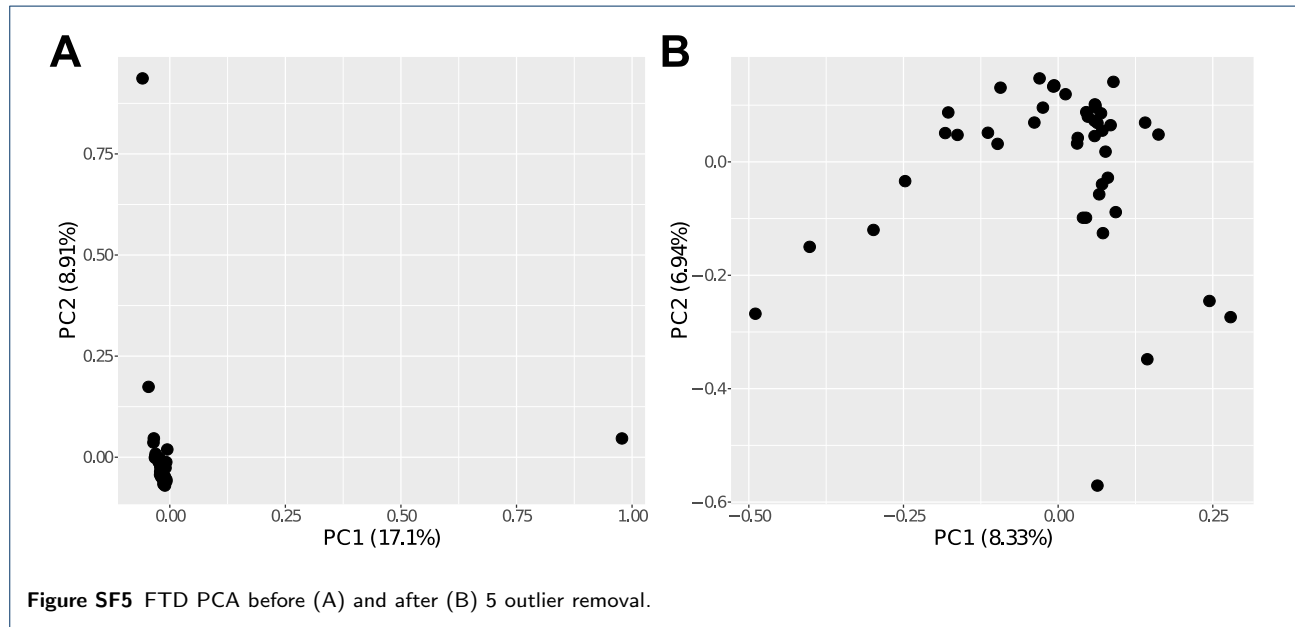 A
B
0.75
0.50
0.25
0.00
PC2 (8.91%)
0.00
0.25
0.50
0.75
1.00
PC1 (17.1%)
0.0
−0.2
−0.4
−0.6
PC2 (6.94%)
−0.50
−0.25
0.00
0.25
PC1 (8.33%)
Figure SF5 FTD PCA before (A) and after (B) 5 outlier removal.